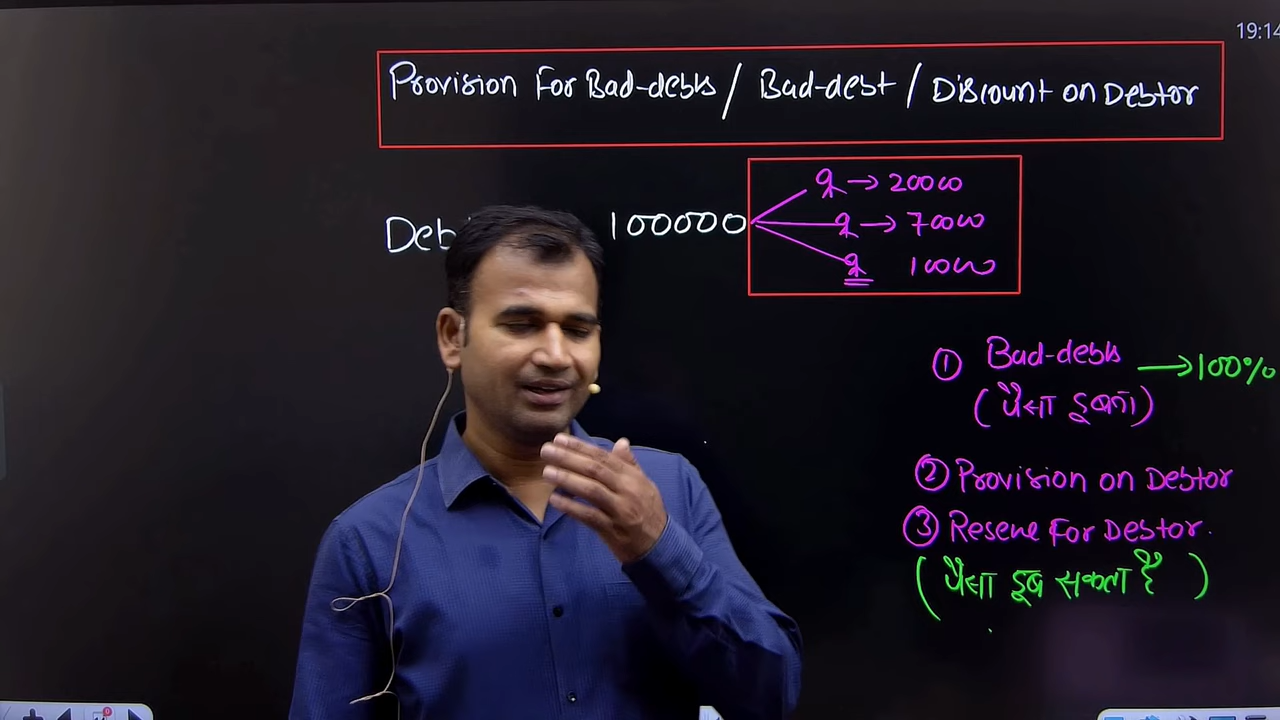 19:14
Provision For Bad-debts / Bad-debt / Discount on Debtor
→ 20000
Deb 100000 → 70000
10000
① Bad-debts → 100%
(पैसा डूबना)
② Provision on Debtor
③ Reserve For Debtor.
(पैसा डूब सकता है)